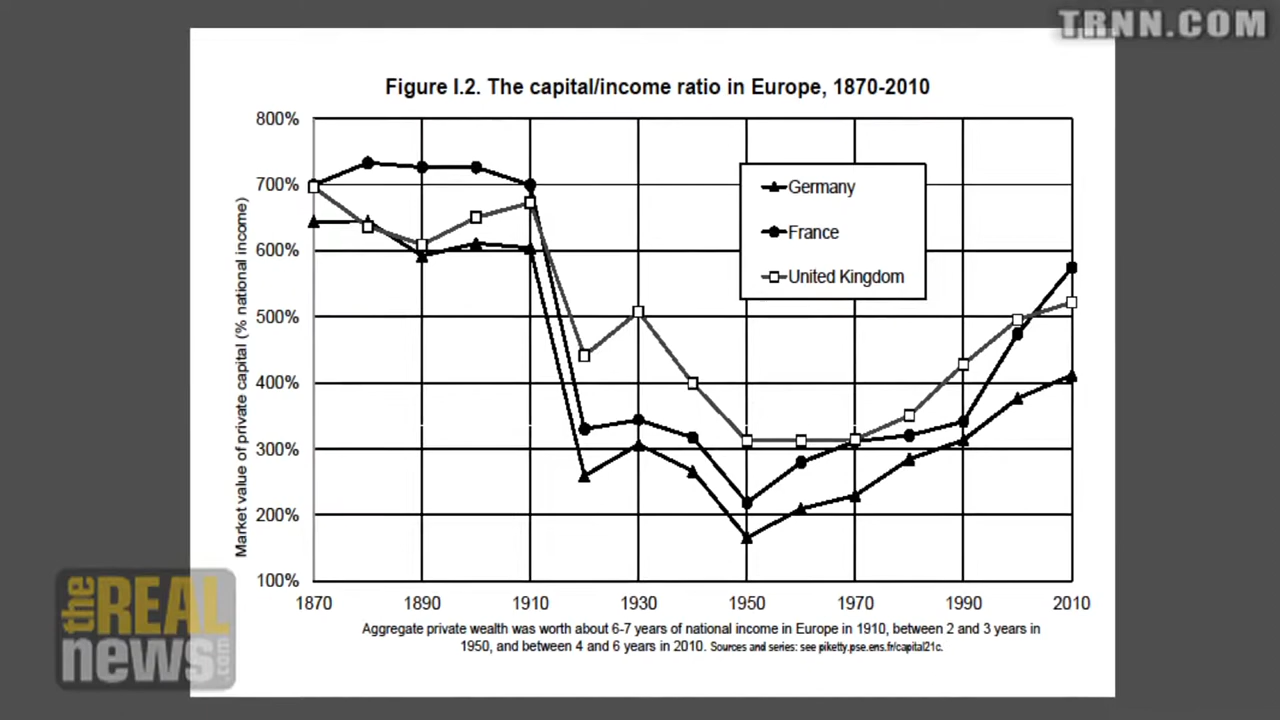 TRNN.COM
Figure I.2. The capital/income ratio in Europe, 1870-2010
800%
700%
600%
500%
400%
300%
200%
100%
Market value of private capital (% national income)
Germany
France
United Kingdom
1870 1890 1910 1930 1950 1970 1990 2010
Aggregate private wealth was worth about 6-7 years of national income in Europe in 1910, between 2 and 3 years in
1950, and between 4 and 6 years in 2010. Sources and series: see piketty.pse.ens.fr/capital21c.
the REAL
news.com